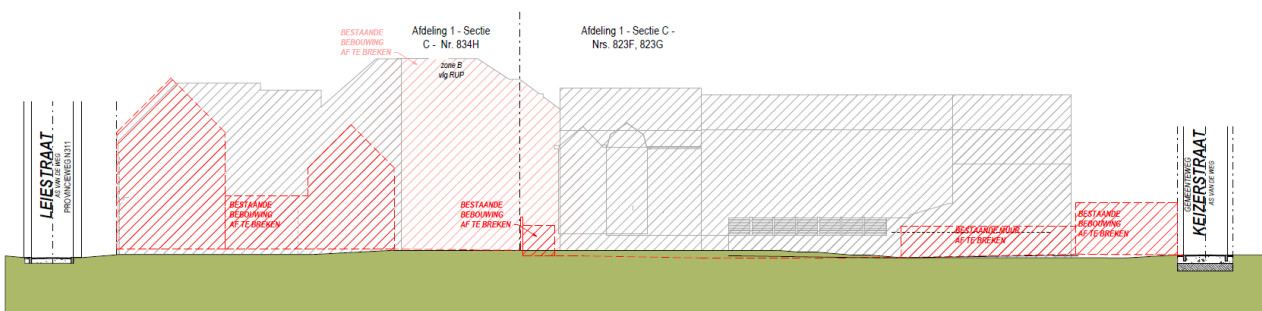 BESTAANDE
BEBOUWING
AF TE BREKEN
Afdeling 1 - Sectie
C - Nr. 834H
zone B
vlg RUP
Afdeling 1 - Sectie C -
Nrs. 823F, 823G
LEIESTRAAT
AS VAN DE WEG
PROVINCIEWEG N311
BESTAANDE
BEBOUWING
AF TE BREKEN
BESTAANDE
BEBOUWING
AF TE BREKEN
BESTAANDE MUUR
AF TE BREKEN
BESTAANDE
BEBOUWING
AF TE BREKEN
GEMEENTEWEG
KEIZERSTRAAT
AS VAN DE WEG